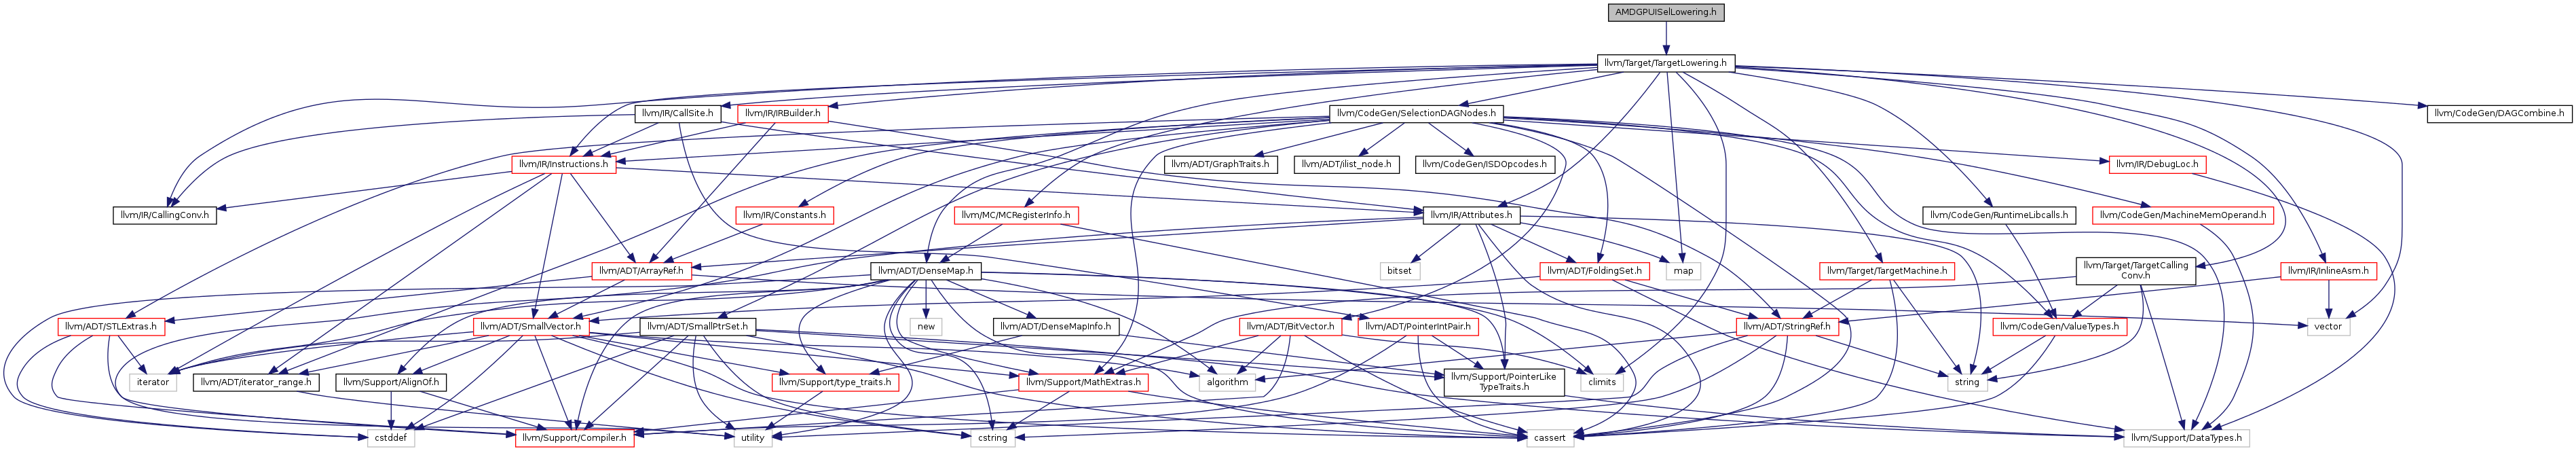 AMDGPUISelLowering.h
llvm/Target/TargetLowering.h
llvm/IR/CallSite.h
llvm/IR/IRBuilder.h
llvm/CodeGen/SelectionDAGNodes.h
llvm/CodeGen/DAGCombine.h
llvm/IR/Instructions.h
llvm/ADT/GraphTraits.h
llvm/ADT/ilist_node.h
llvm/CodeGen/ISDOpcodes.h
llvm/IR/DebugLoc.h
llvm/IR/CallingConv.h
llvm/IR/Constants.h
llvm/MC/MCRegisterInfo.h
llvm/IR/Attributes.h
llvm/CodeGen/RuntimeLibcalls.h
llvm/CodeGen/MachineMemOperand.h
llvm/ADT/ArrayRef.h
llvm/ADT/DenseMap.h
bitset
llvm/ADT/FoldingSet.h
map
llvm/Target/TargetMachine.h
llvm/Target/TargetCalling
Conv.h
llvm/IR/InlineAsm.h
llvm/ADT/STLExtras.h
llvm/ADT/SmallVector.h
llvm/ADT/SmallPtrSet.h
new
llvm/ADT/DenseMapInfo.h
llvm/ADT/BitVector.h
llvm/ADT/PointerIntPair.h
llvm/ADT/StringRef.h
llvm/CodeGen/ValueTypes.h
vector
iterator
llvm/ADT/iterator_range.h
llvm/Support/AlignOf.h
llvm/Support/type_traits.h
llvm/Support/MathExtras.h
algorithm
llvm/Support/PointerLike
TypeTraits.h
climits
string
cstddef
llvm/Support/Compiler.h
utility
cstring
cassert
llvm/Support/DataTypes.h